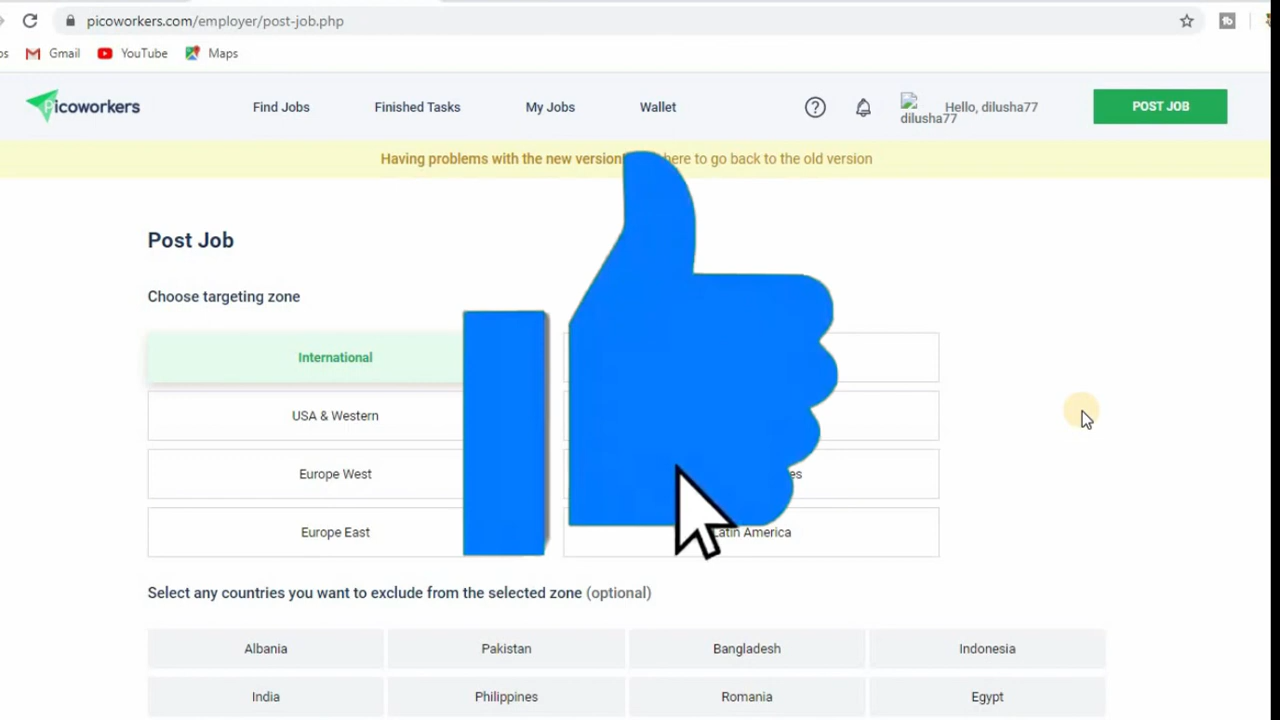 picoworkers.com/employer/post-job.php
Gmail YouTube Maps
Picoworkers Find Jobs Finished Tasks My Jobs Wallet Hello, dilusha77 POST JOB
dilusha77
Having problems with the new version here to go back to the old version
Post Job
Choose targeting zone
International
USA & Western
Europe West
Europe East Latin America
Select any countries you want to exclude from the selected zone (optional)
Albania Pakistan Bangladesh Indonesia
India Philippines Romania Egypt